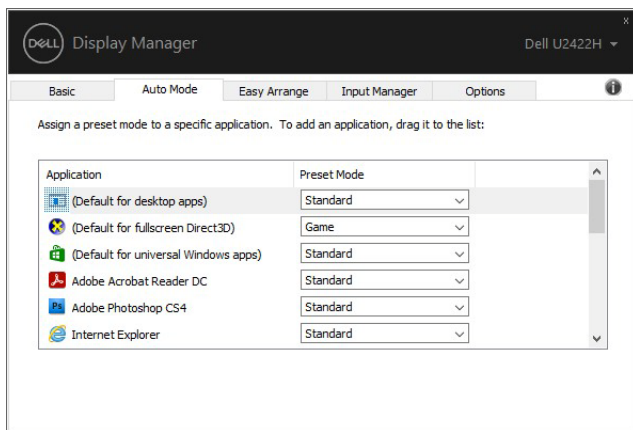 x
DELL Display Manager Dell U2422H
Basic Auto Mode Easy Arrange Input Manager Options i
Assign a preset mode to a specific application. To add an application, drag it to the list:
Application Preset Mode
(Default for desktop apps) Standard
(Default for fullscreen Direct3D) Game
(Default for universal Windows apps) Standard
Adobe Acrobat Reader DC Standard
Ps Adobe Photoshop CS4 Standard
Internet Explorer Standard